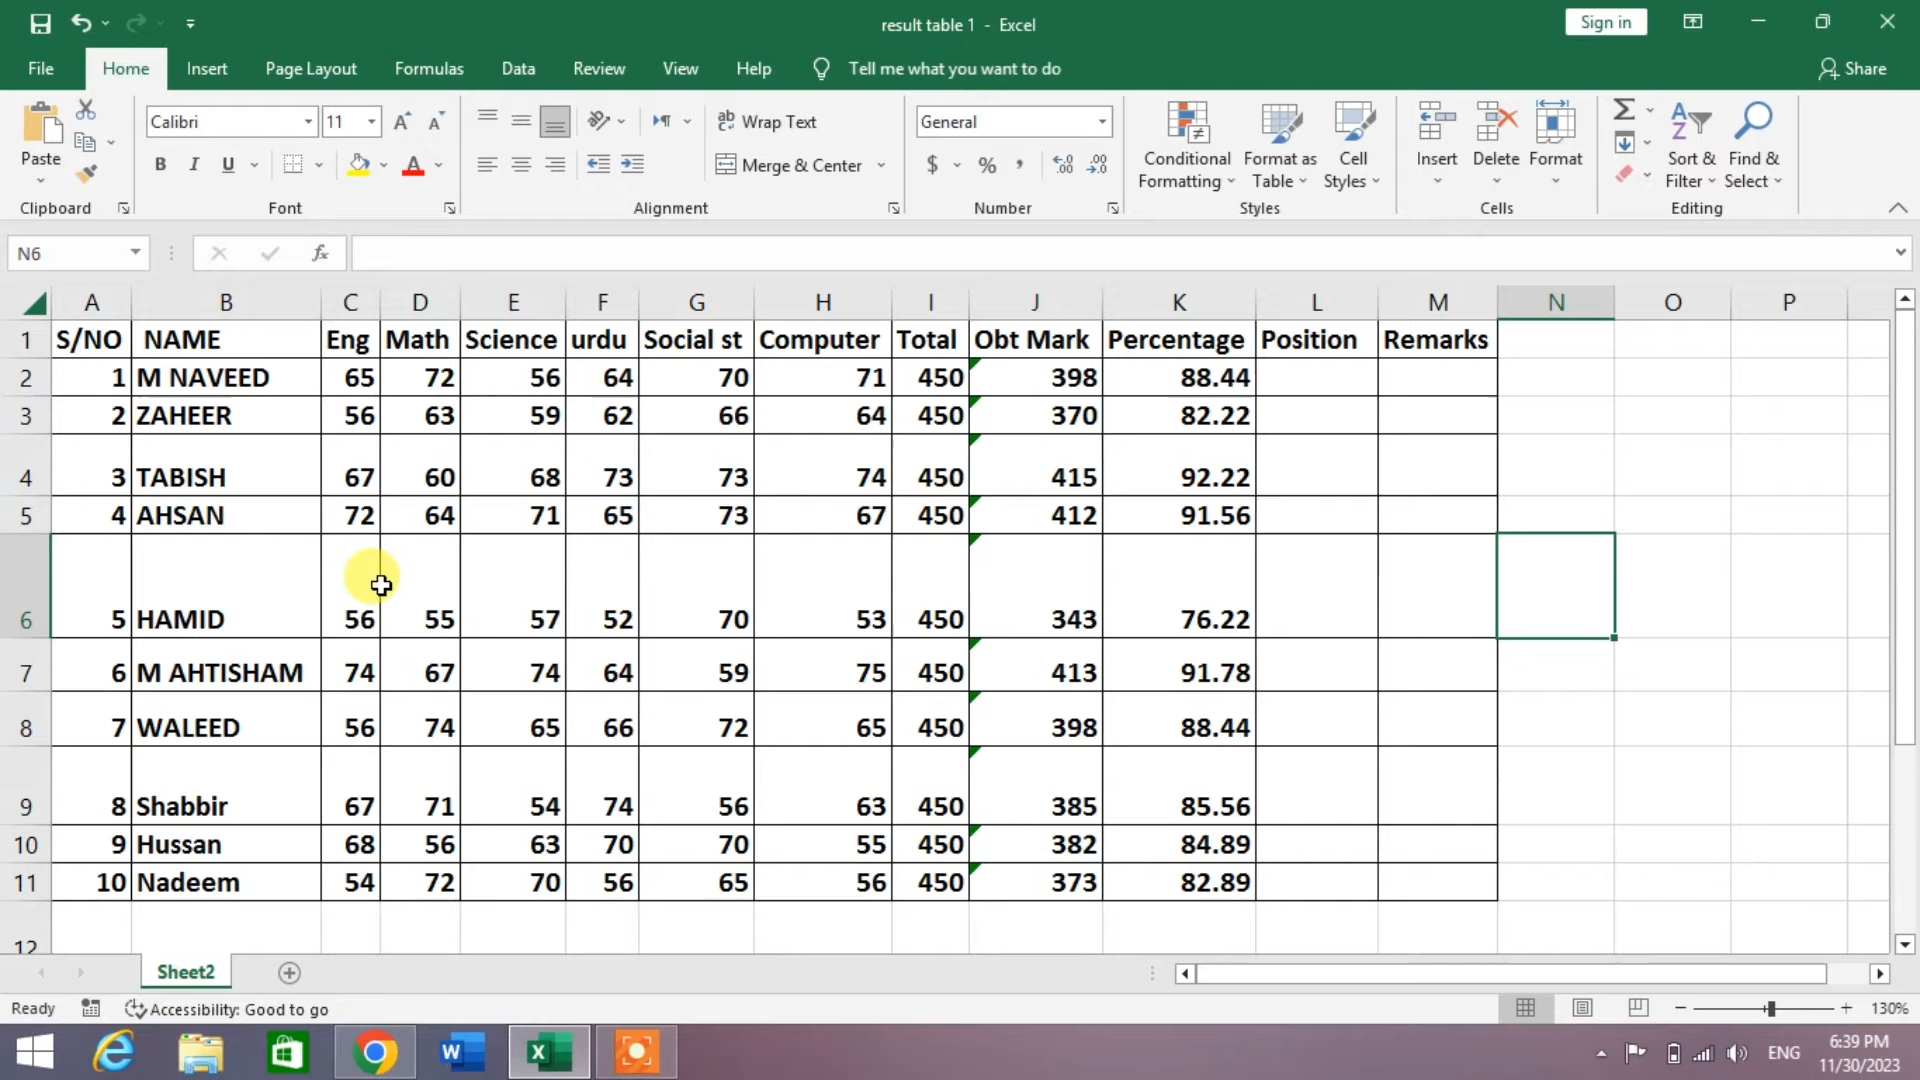 result table 1 - Excel
Sign in
File Home Insert Page Layout Formulas Data Review View Help Tell me what you want to do Share
Paste
Calibri 11
B I U A
ab Wrap Text
Merge & Center
General
$ % ,
Conditional Formatting
Format as Table
Cell Styles
Insert Delete Format
Sort & Filter
Find & Select
Clipboard Font Alignment Number Styles Cells Editing
N6 fx
A B C D E F G H I J K L M N O P
1 S/NO NAME Eng Math Science urdu Social st Computer Total Obt Mark Percentage Position Remarks
2 1 M NAVEED 65 72 56 64 70 71 450 398 88.44
3 2 ZAHEER 56 63 59 62 66 64 450 370 82.22
4 3 TABISH 67 60 68 73 73 74 450 415 92.22
5 4 AHSAN 72 64 71 65 73 67 450 412 91.56
6 5 HAMID 56 55 57 52 70 53 450 343 76.22
7 6 M AHTISHAM 74 67 74 64 59 75 450 413 91.78
8 7 WALEED 56 74 65 66 72 65 450 398 88.44
9 8 Shabbir 67 71 54 74 56 63 450 385 85.56
10 9 Hussan 68 56 63 70 70 55 450 382 84.89
11 10 Nadeem 54 72 70 56 65 56 450 373 82.89
12
Sheet2
Ready Accessibility: Good to go 130%
ENG 6:39 PM
11/30/2023